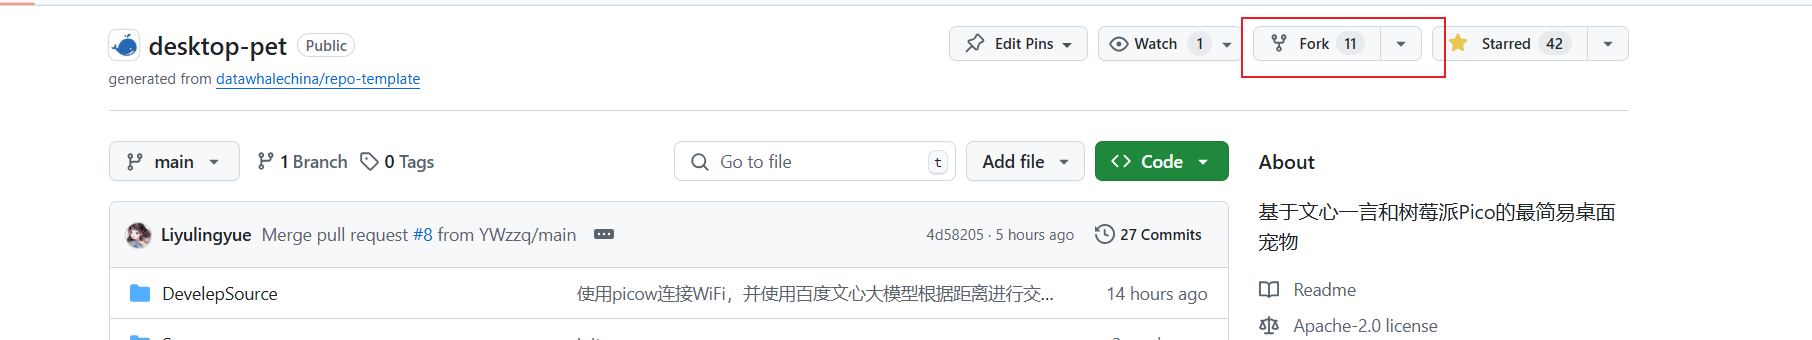 desktop-pet Public Edit Pins Watch 1 Fork 11 Starred 42
generated from datawhalechina/repo-template
main 1 Branch 0 Tags Go to file t Add file Code About
基于文心一言和树莓派Pico的最简易桌面
宠物
Liyulingyue Merge pull request #8 from YWzzq/main 4d58205 · 5 hours ago 27 Commits
DevelepSource 使用picow连接WiFi，并使用百度文心大模型根据距离进行交... 14 hours ago
Readme
Apache-2.0 license